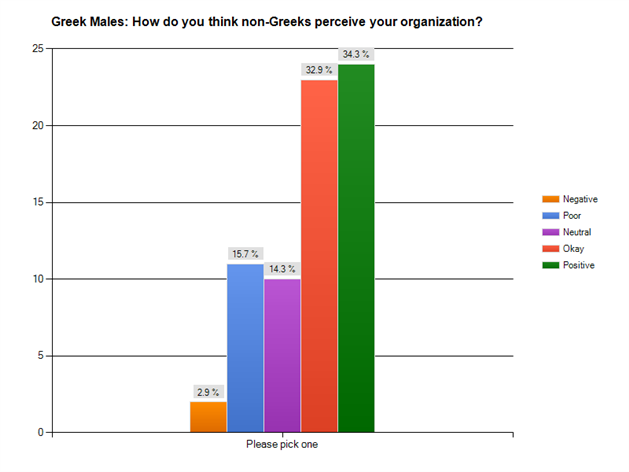 Greek Males: How do you think non-Greeks perceive your organization?
25
20
15
10
5
0
2.9 %
15.7 %
14.3 %
32.9 %
34.3 %
Please pick one
Negative
Poor
Neutral
Okay
Positive